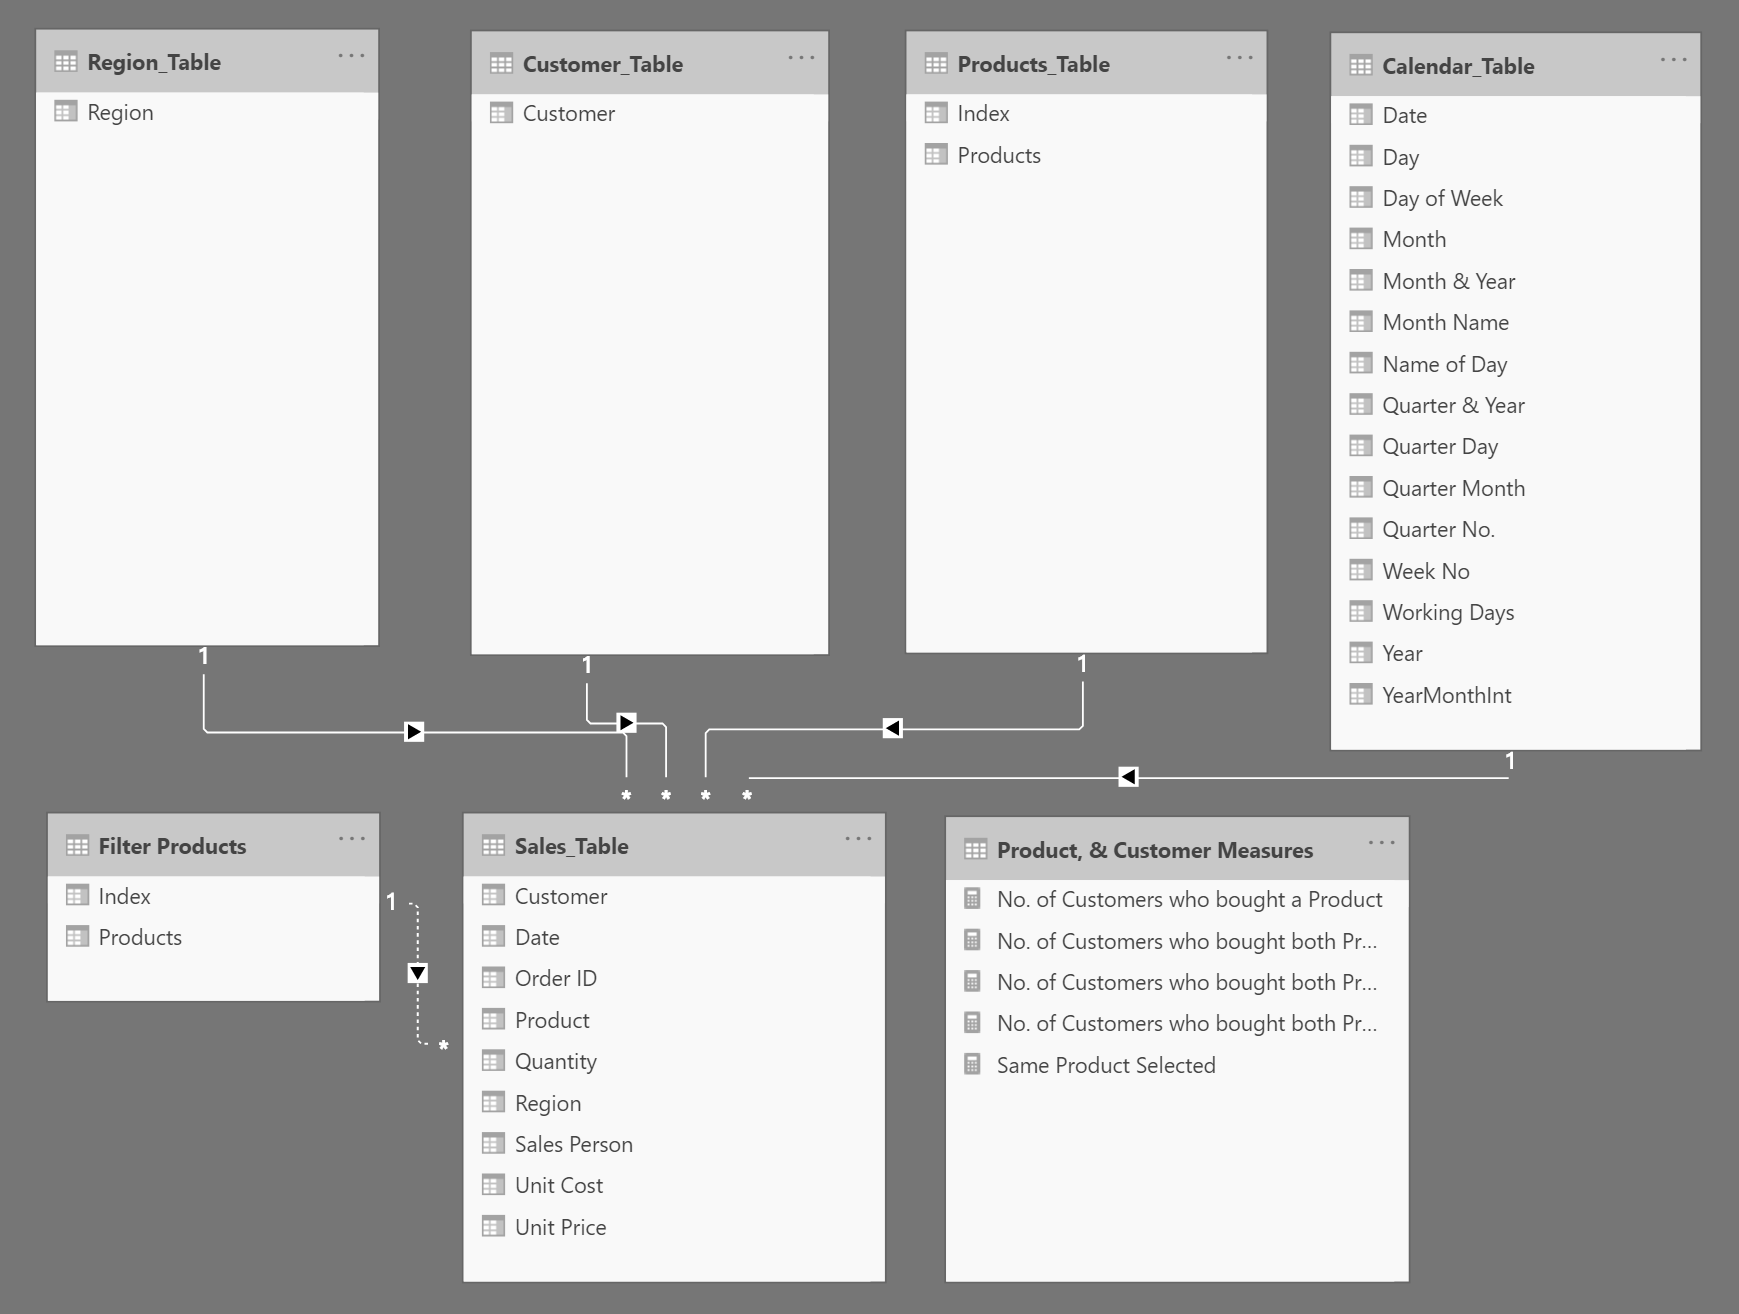 Region_Table
Region
Customer_Table
Customer
Products_Table
Index
Products
Calendar_Table
Date
Day
Day of Week
Month
Month & Year
Month Name
Name of Day
Quarter & Year
Quarter Day
Quarter Month
Quarter No.
Week No
Working Days
Year
YearMonthInt
1
1
1
1
*
*
*
*
Filter Products
Index
Products
1
*
Sales_Table
Customer
Date
Order ID
Product
Quantity
Region
Sales Person
Unit Cost
Unit Price
Product, & Customer Measures
No. of Customers who bought a Product
No. of Customers who bought both Pr...
No. of Customers who bought both Pr...
No. of Customers who bought both Pr...
Same Product Selected